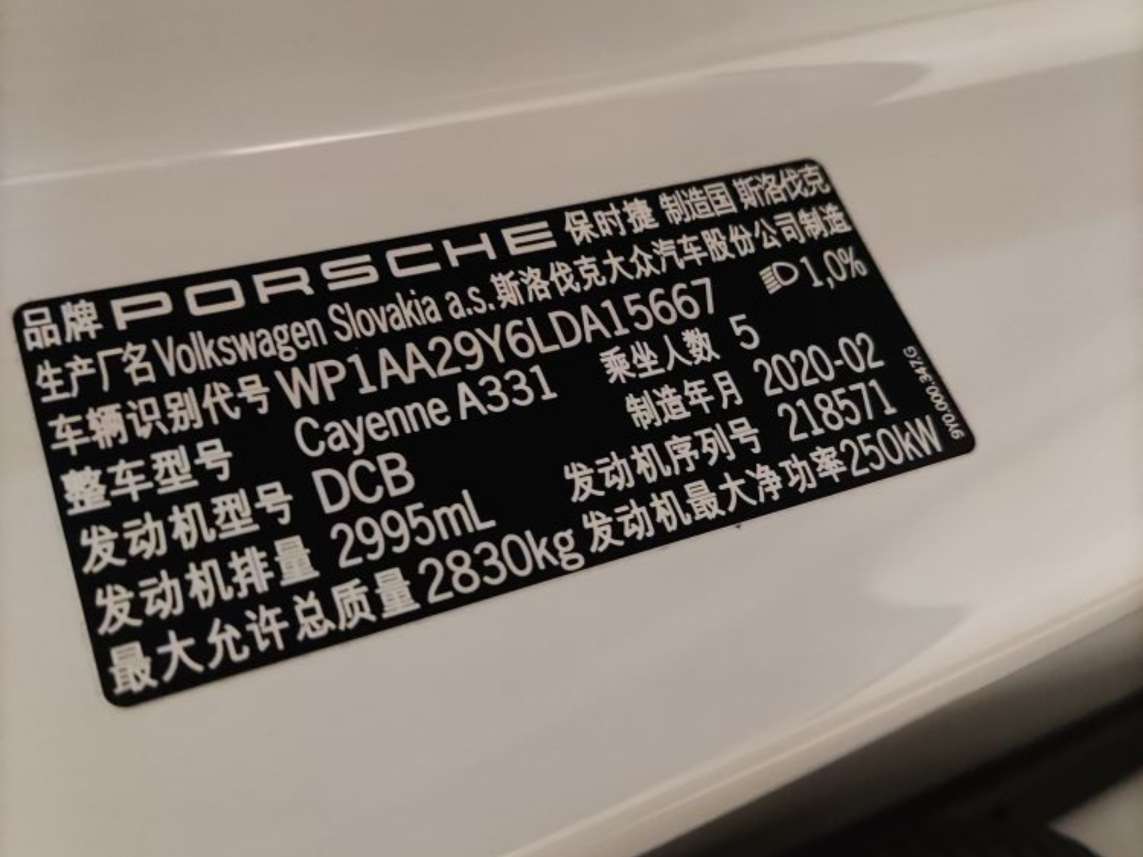 品牌 PORSCHE 保时捷 制造国 斯洛伐克
生产厂名 Volkswagen Slovakia a.s. 斯洛伐克大众汽车股份公司制造
车辆识别代号 WP1AA29Y6LDA15667 1,0%
整车型号 Cayenne A331 乘坐人数 5
发动机型号 DCB 制造年月 2020-02
发动机排量 2995mL 发动机序列号 218571
最大允许总质量 2830kg 发动机最大净功率 250kW
9Y0.000.347G